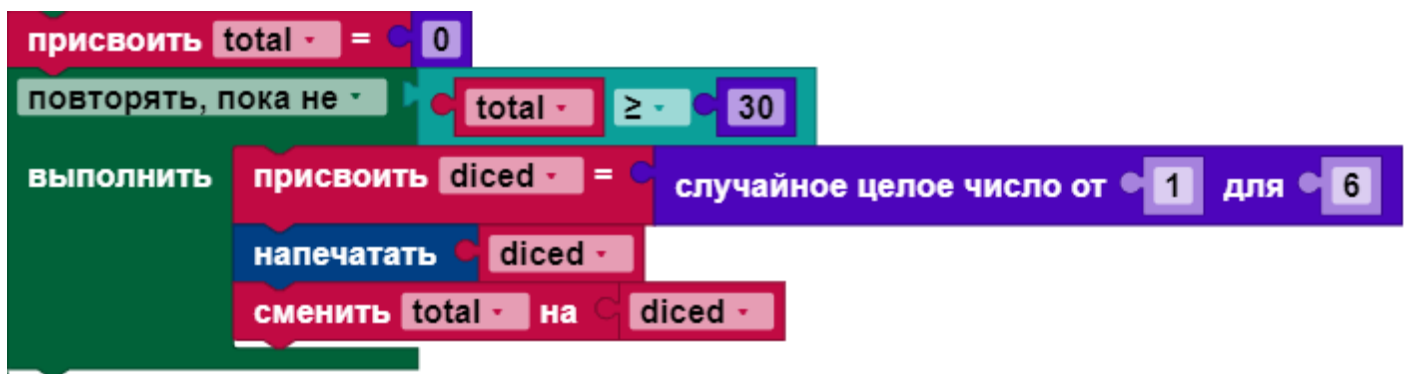 присвоить total = 0
повторять, пока не total ≥ 30
выполнить присвоить diced = случайное целое число от 1 для 6
напечатать diced
сменить total на diced